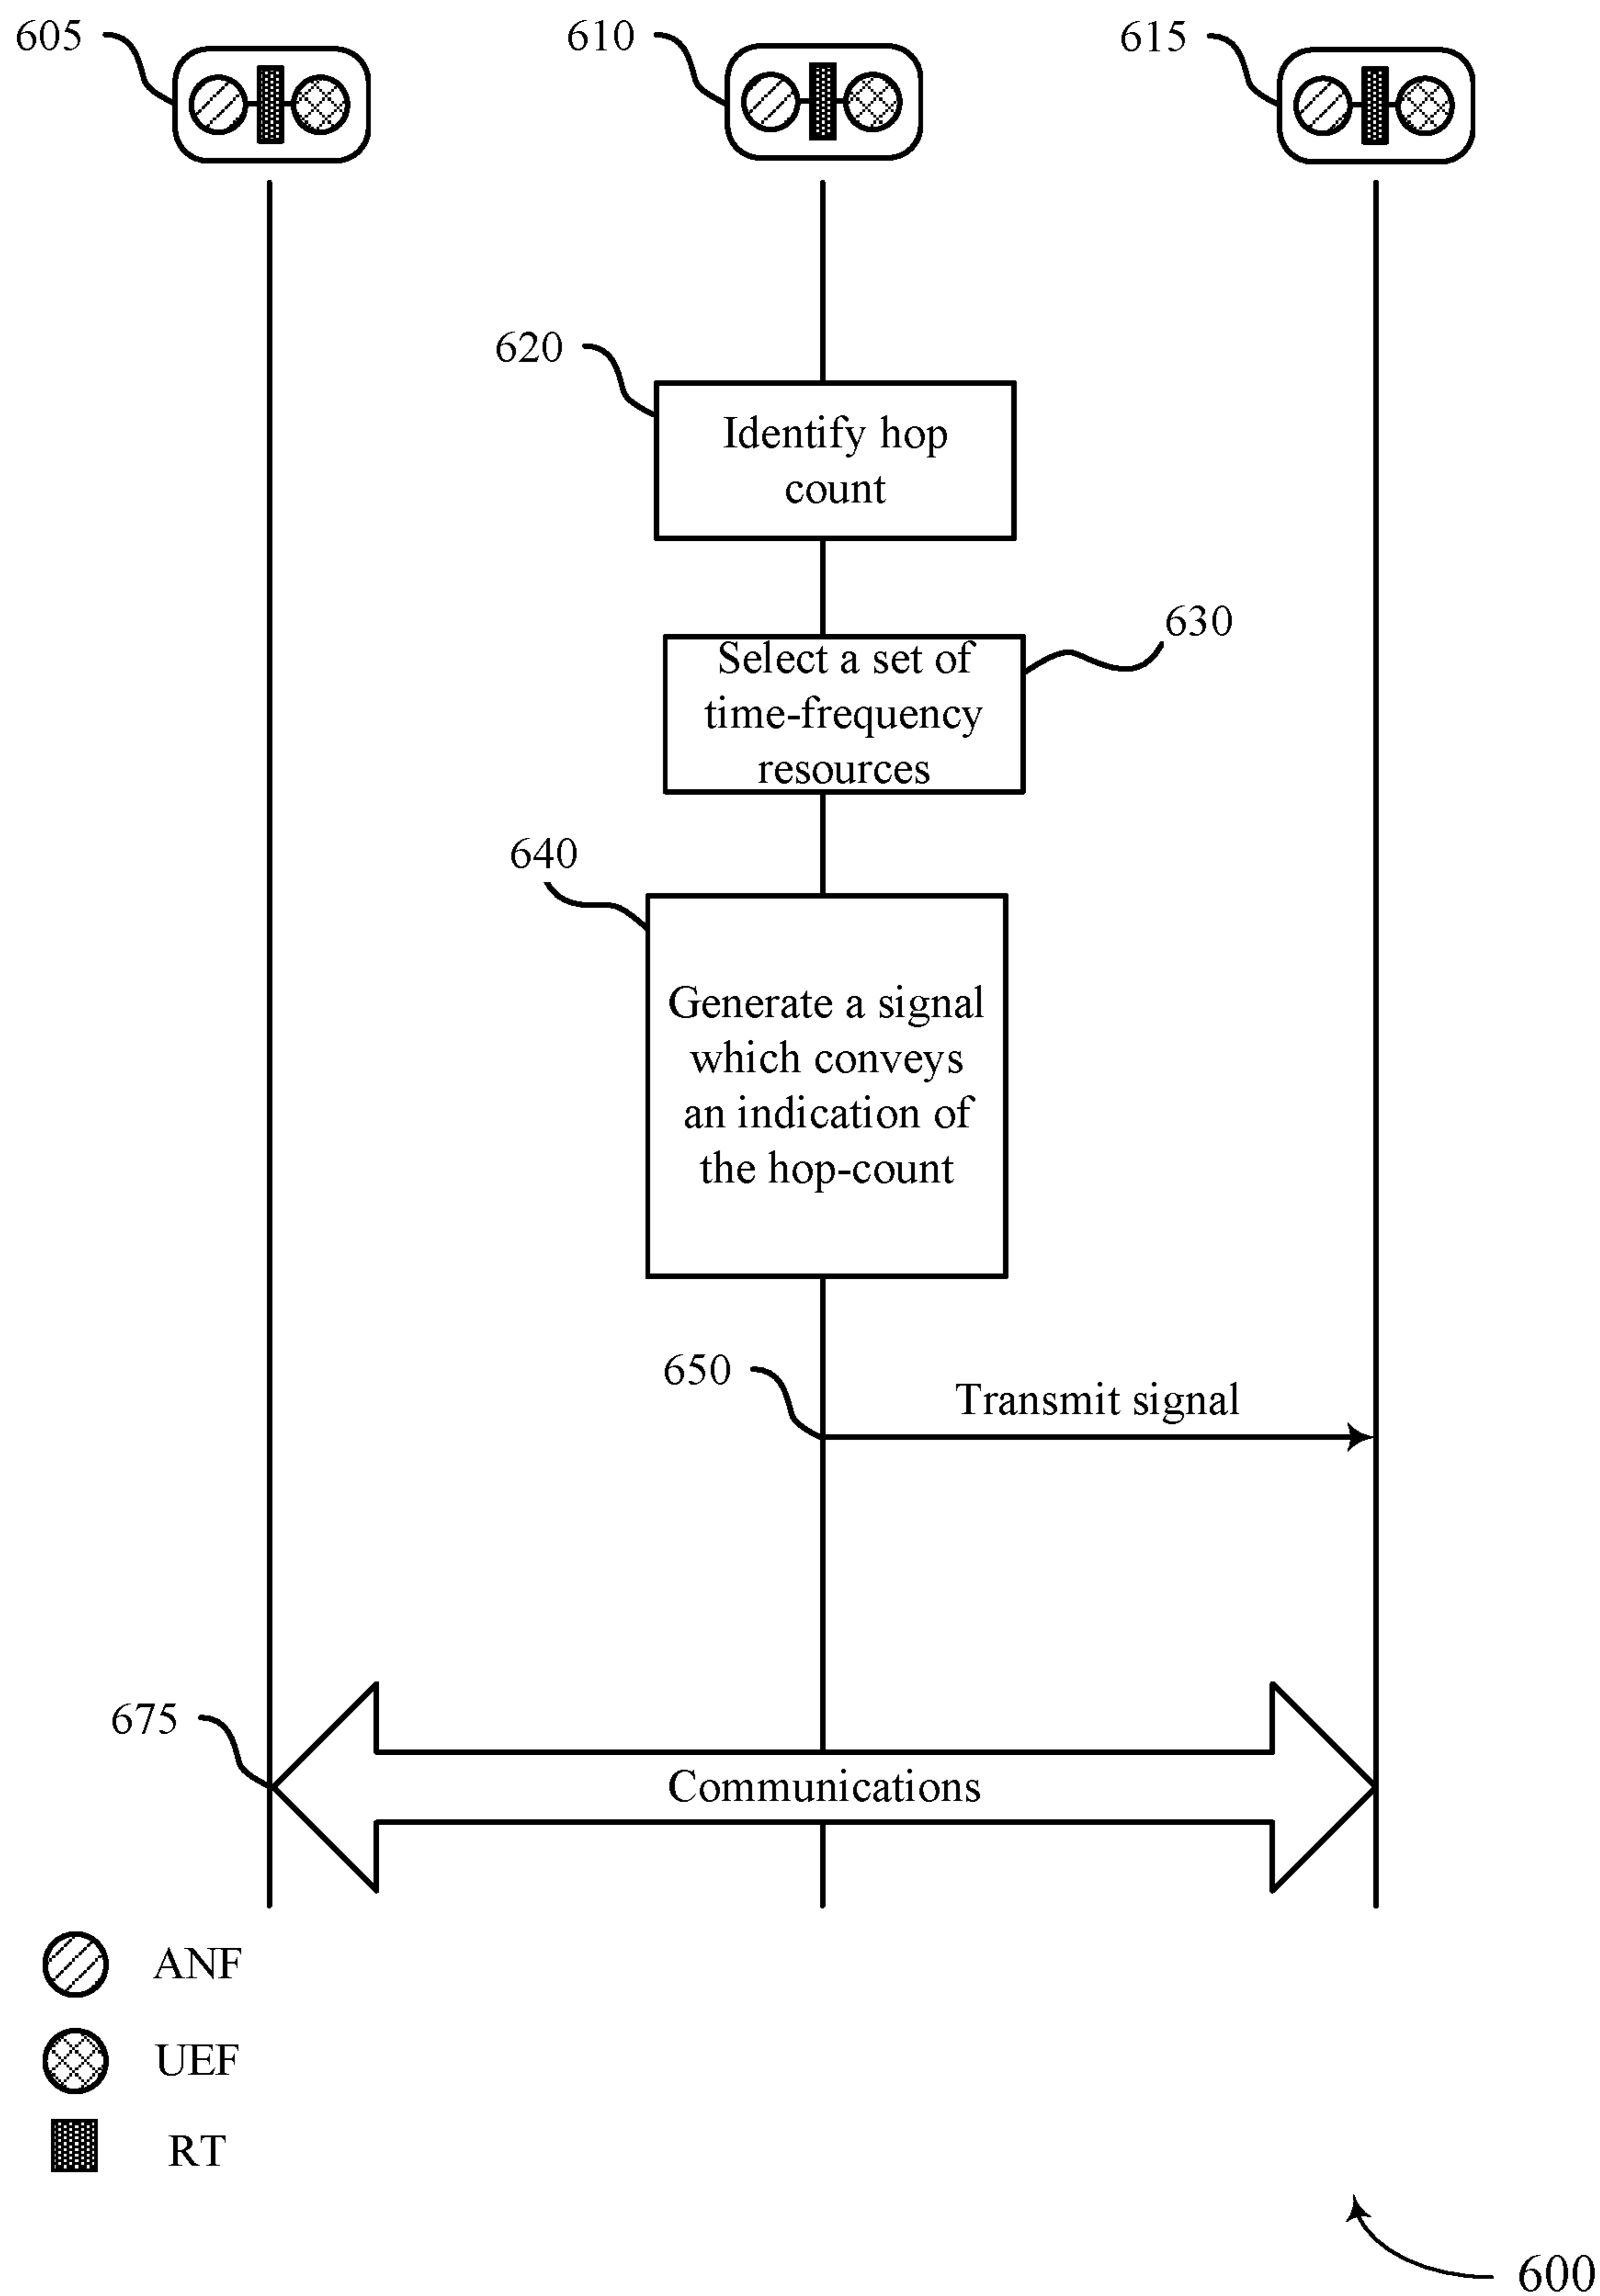 605
610
615
620
Identify hop
count
630
Select a set of
time-frequency
resources
640
Generate a signal
which conveys
an indication of
the hop-count
650
Transmit signal
675
Communications
ANF
UEF
RT
600